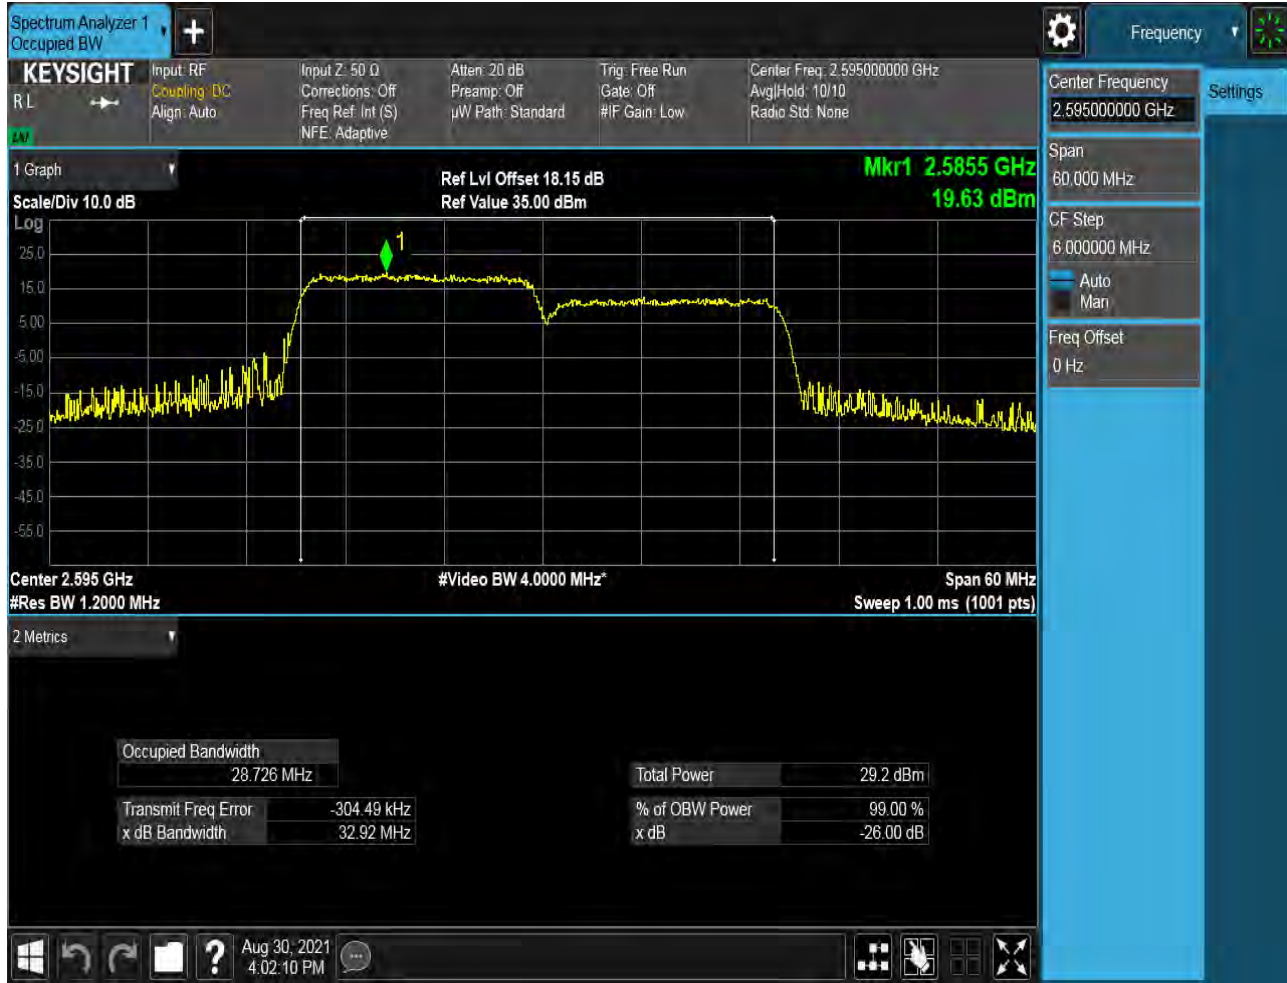 Spectrum Analyzer 1
Occupied BW
Frequency
KEYSIGHT
R L
Input: RF
Coupling: DC
Align: Auto
Input Z: 50 Ω
Corrections: Off
Freq Ref: Int (S)
NFE: Adaptive
Atten: 20 dB
Preamp: Off
µW Path: Standard
Trig: Free Run
Gate: Off
#IF Gain: Low
Center Freq: 2.595000000 GHz
Avg|Hold: 10/10
Radio Std: None
Center Frequency
2.595000000 GHz
Settings
Span
60.000 MHz
CF Step
6.000000 MHz
Auto
Man
Freq Offset
0 Hz
1 Graph
Scale/Div 10.0 dB
Ref Lvl Offset 18.15 dB
Ref Value 35.00 dBm
Mkr1 2.5855 GHz
19.63 dBm
Log
25.0
15.0
5.00
-5.00
-15.0
-25.0
-35.0
-45.0
-55.0
1
Center 2.595 GHz
#Res BW 1.2000 MHz
#Video BW 4.0000 MHz*
Span 60 MHz
Sweep 1.00 ms (1001 pts)
2 Metrics
Occupied Bandwidth
28.726 MHz
Transmit Freq Error -304.49 kHz
x dB Bandwidth 32.92 MHz
Total Power 29.2 dBm
% of OBW Power 99.00 %
x dB -26.00 dB
?
Aug 30, 2021
4:02:10 PM